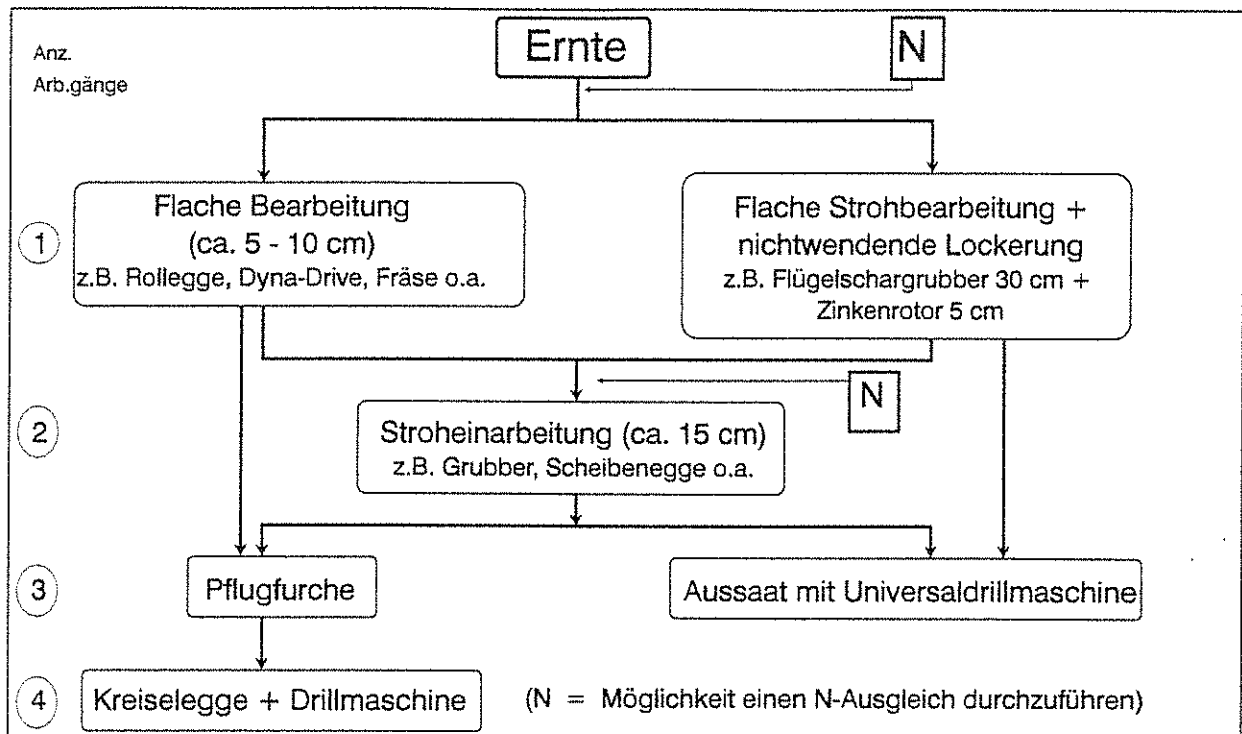 Anz.
Arb.gänge
Ernte
N
1
Flache Bearbeitung
(ca. 5 - 10 cm)
z.B. Rollegge, Dyna-Drive, Fräse o.a.
Flache Strohbearbeitung +
nichtwendende Lockerung
z.B. Flügelschargrubber 30 cm +
Zinkenrotor 5 cm
N
2
Stroheinarbeitung (ca. 15 cm)
z.B. Grubber, Scheibenegge o.a.
3
Pflugfurche
Aussaat mit Universaldrillmaschine
4
Kreiselegge + Drillmaschine
(N = Möglichkeit einen N-Ausgleich durchzuführen)